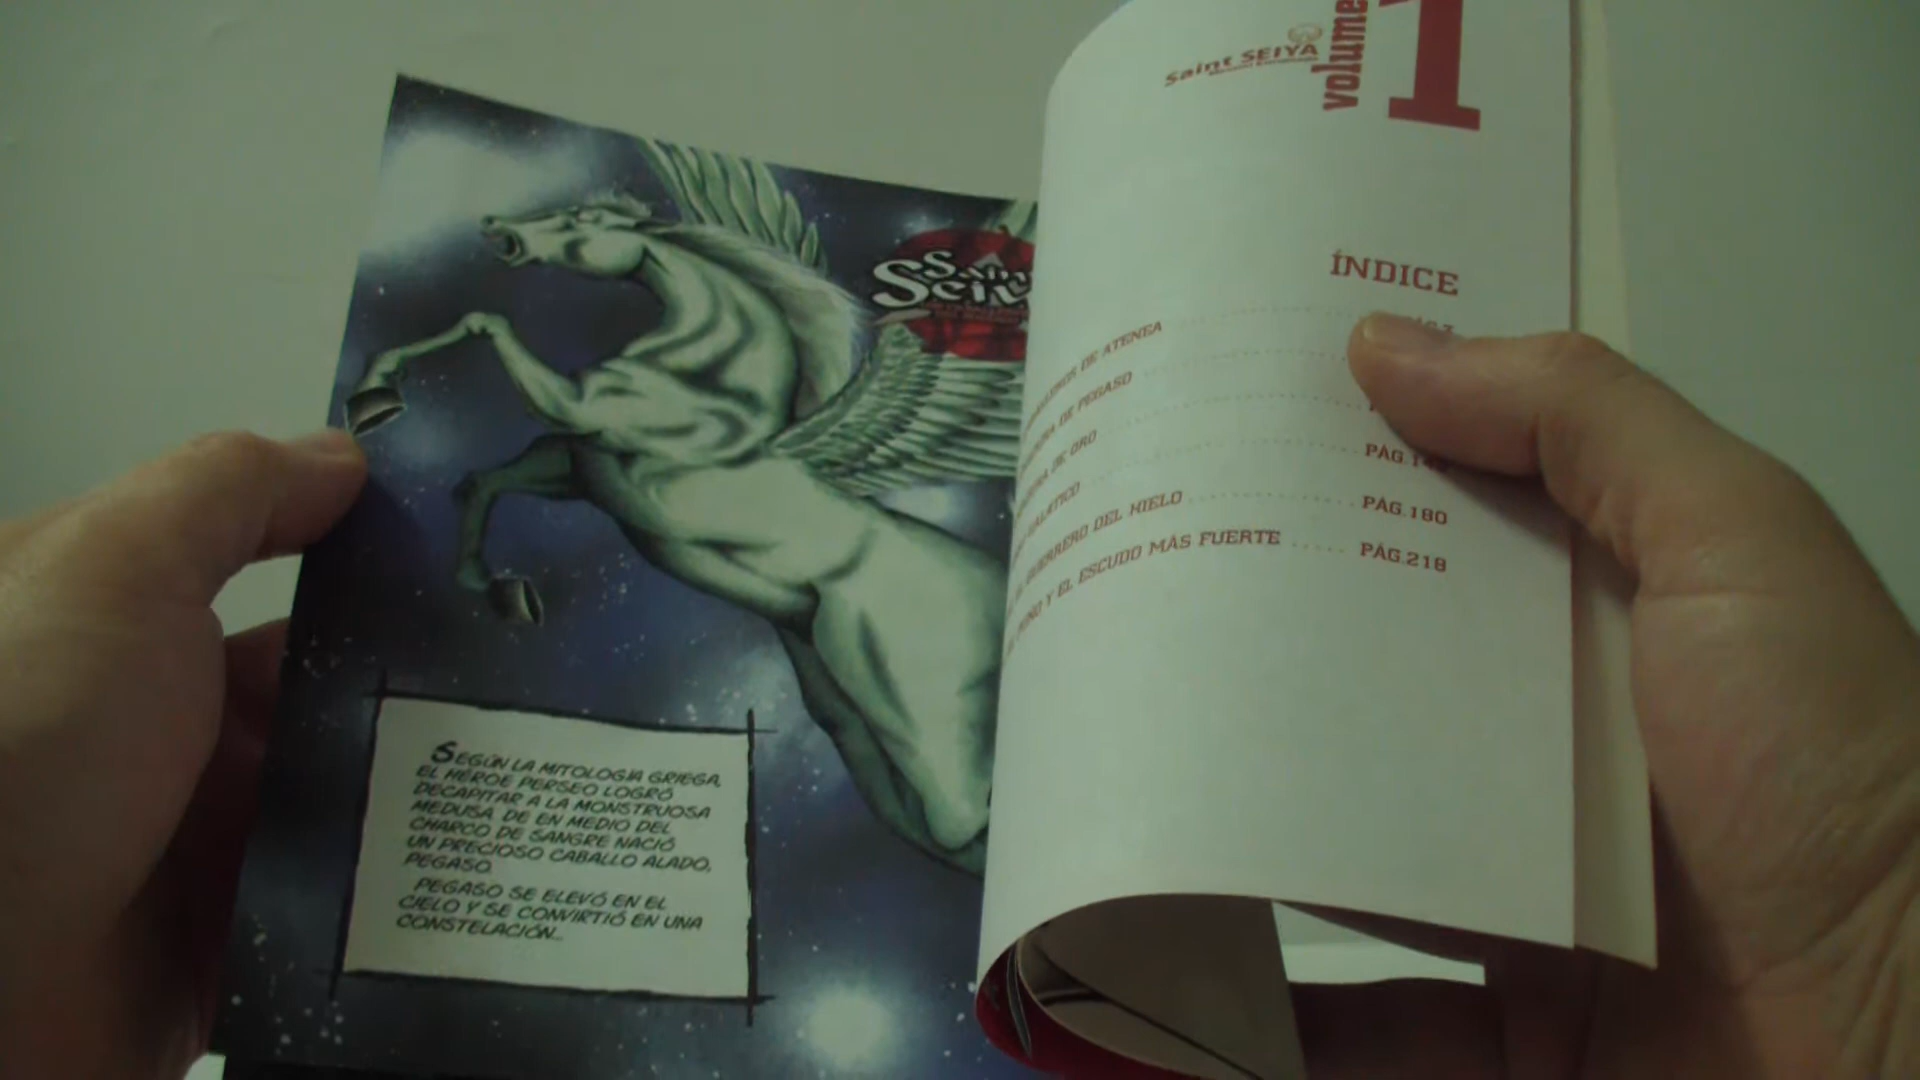 SEGÚN LA MITOLOGÍA GRIEGA,
EL HÉROE PERSEO LOGRÓ
DECAPITAR A LA MONSTRUOSA
MEDUSA. DE EN MEDIO DEL
CHARCO DE SANGRE NACIÓ
UN PRECIOSO CABALLO ALADO,
PEGASO.
PEGASO SE ELEVÓ EN EL
CIELO Y SE CONVIRTIÓ EN UNA
CONSTELACIÓN...
Saint SEIYA
1
ÍNDICE
DE ATENEA
DE PEGASO
DE ORO
GUERRERO DEL HIELO ............ PÁG.180
Y EL ESCUDO MÁS FUERTE ..... PÁG.218